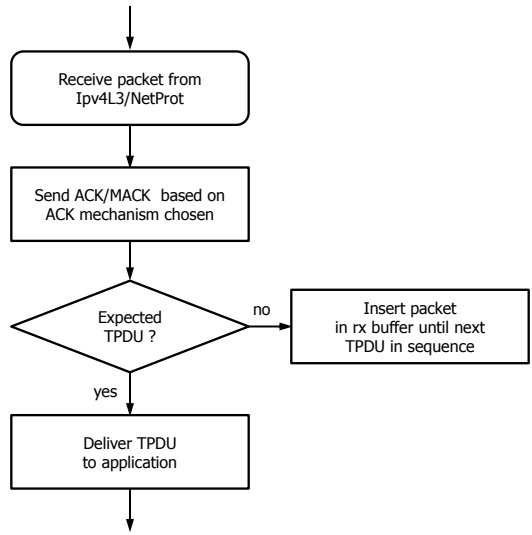 Receive packet from
Ipv4L3/NetProt
Send ACK/MACK based on
ACK mechanism chosen
Expected
TPDU ?
no
Insert packet
in rx buffer until next
TPDU in sequence
yes
Deliver TPDU
to application